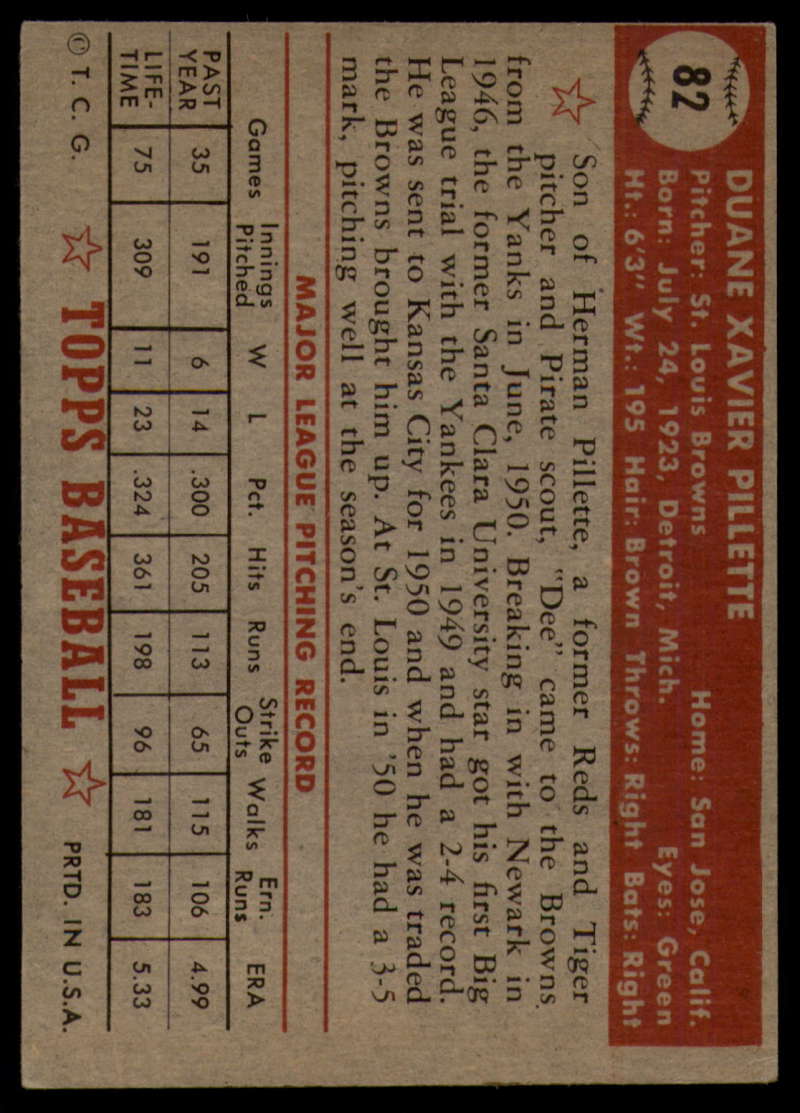 82
DUANE XAVIER PILLETTE
Pitcher: St. Louis Browns Home: San Jose, Calif.
Born: July 24, 1923, Detroit, Mich. Eyes: Green
Ht.: 6'3" Wt.: 195 Hair: Brown Throws: Right Bats: Right
Son of Herman Pillette, a former Reds and Tiger
pitcher and Pirate scout, "Dee" came to the Browns
from the Yanks in June, 1950. Breaking in with Newark in
1946, the former Santa Clara University star got his first Big
League trial with the Yankees in 1949 and had a 2-4 record.
He was sent to Kansas City for 1950 and when he was traded
the Browns brought him up. At St. Louis in '50 he had a 3-5
mark, pitching well at the season's end.
MAJOR LEAGUE PITCHING RECORD
Games Innings Pitched W L Pct. Hits Runs Strike Outs Walks Ern. Runs ERA
PAST YEAR 35 191 6 14 .300 205 113 65 115 106 4.99
LIFE-TIME 75 309 11 23 .324 361 198 96 181 183 5.33
© T. C. G. TOPPS BASEBALL PRTD. IN U.S.A.